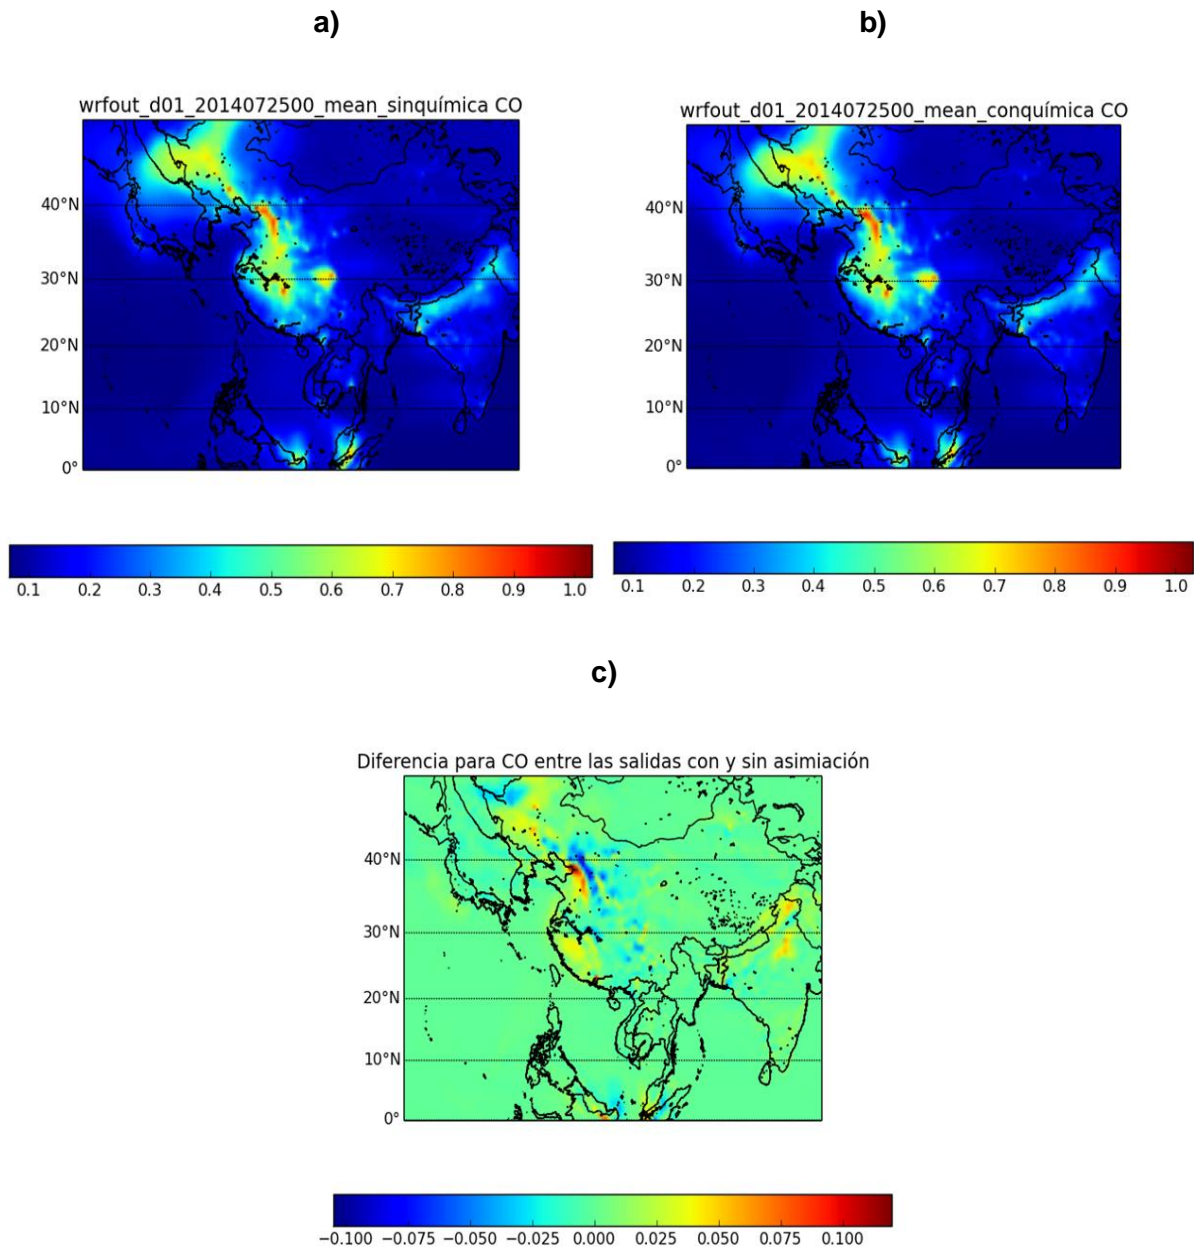 a)
b)
wrfout_d01_2014072500_mean_sinquímica CO
wrfout_d01_2014072500_mean_conquímica CO
40°N
30°N
20°N
10°N
0°
40°N
30°N
20°N
10°N
0°
0.1 0.2 0.3 0.4 0.5 0.6 0.7 0.8 0.9 1.0
0.1 0.2 0.3 0.4 0.5 0.6 0.7 0.8 0.9 1.0
c)
Diferencia para CO entre las salidas con y sin asimiación
40°N
30°N
20°N
10°N
0°
−0.100 −0.075 −0.050 −0.025 0.000 0.025 0.050 0.075 0.100